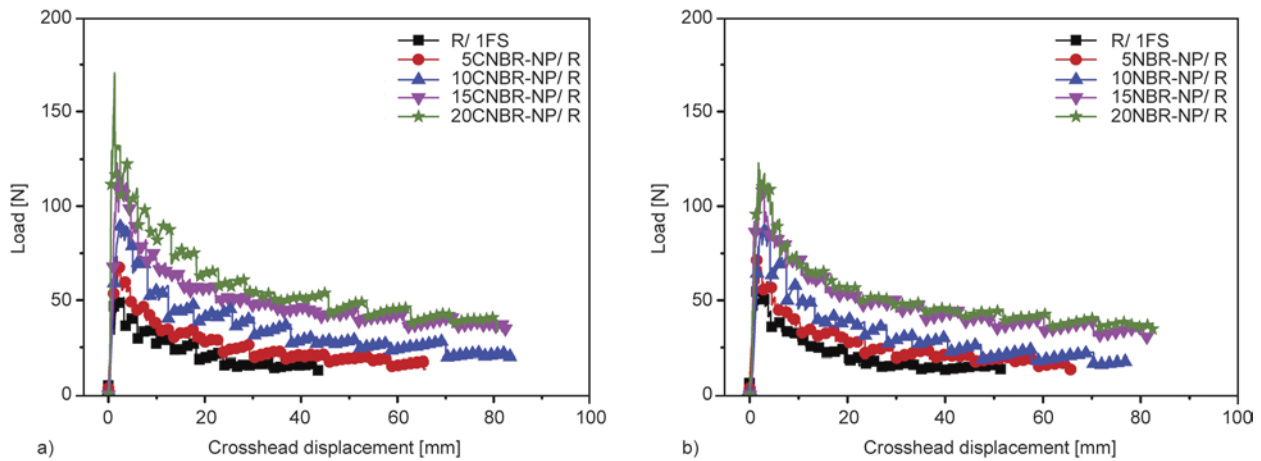 200
150
100
50
0
Load [N]
R/ 1FS
5CNBR-NP/ R
10CNBR-NP/ R
15CNBR-NP/ R
20CNBR-NP/ R
0 20 40 60 80 100
Crosshead displacement [mm]
a)
200
150
100
50
0
Load [N]
R/ 1FS
5NBR-NP/ R
10NBR-NP/ R
15NBR-NP/ R
20NBR-NP/ R
0 20 40 60 80 100
Crosshead displacement [mm]
b)